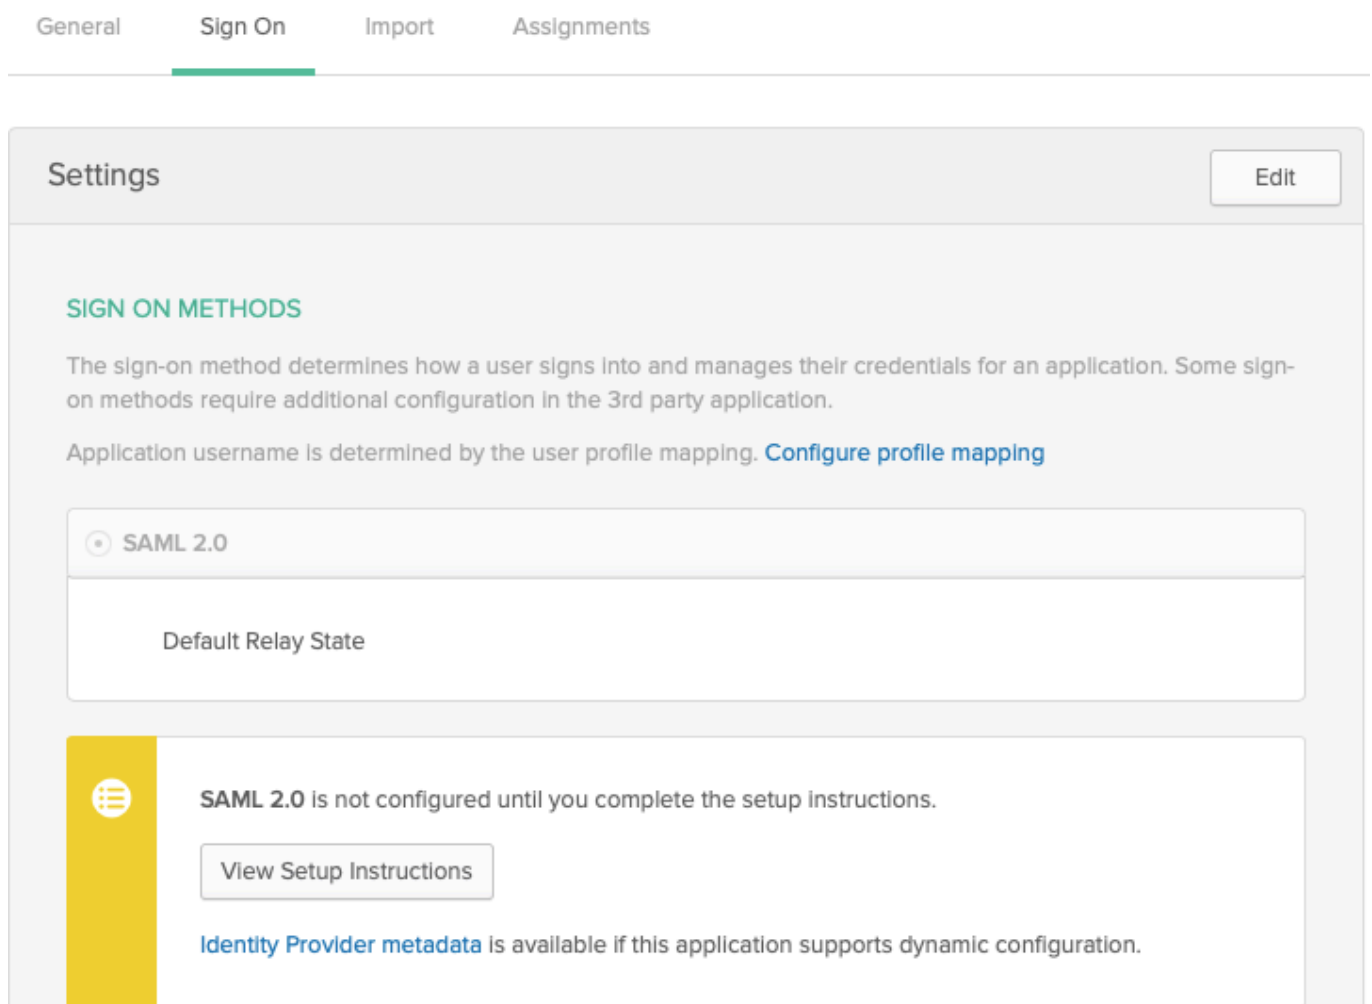 General Sign On Import Assignments
Settings
Edit
SIGN ON METHODS
The sign-on method determines how a user signs into and manages their credentials for an application. Some sign-
on methods require additional configuration in the 3rd party application.
Application username is determined by the user profile mapping. Configure profile mapping
SAML 2.0
Default Relay State
SAML 2.0 is not configured until you complete the setup instructions.
View Setup Instructions
Identity Provider metadata is available if this application supports dynamic configuration.